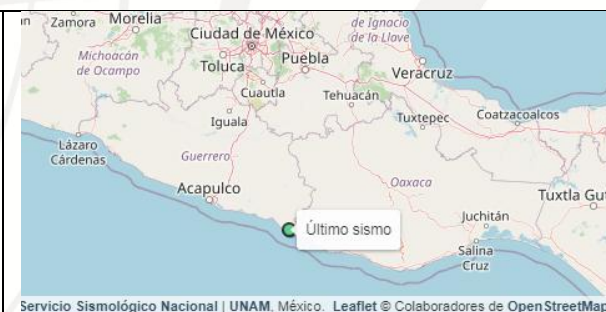 Zamora
Morelia
de Ignacio
de la Llave
Ciudad de México
Michoacán
de Ocampo
Toluca
Puebla
Veracruz
Cuautla
Tehuacán
Iguala
Tuxtepec
Coatzacoalcos
Lázaro
Cárdenas
Guerrero
Acapulco
Oaxaca
Tuxtla Gu
Último sismo
Juchitán
Salina
Cruz
Servicio Sismológico Nacional | UNAM, México. Leaflet © Colaboradores de OpenStreetMap